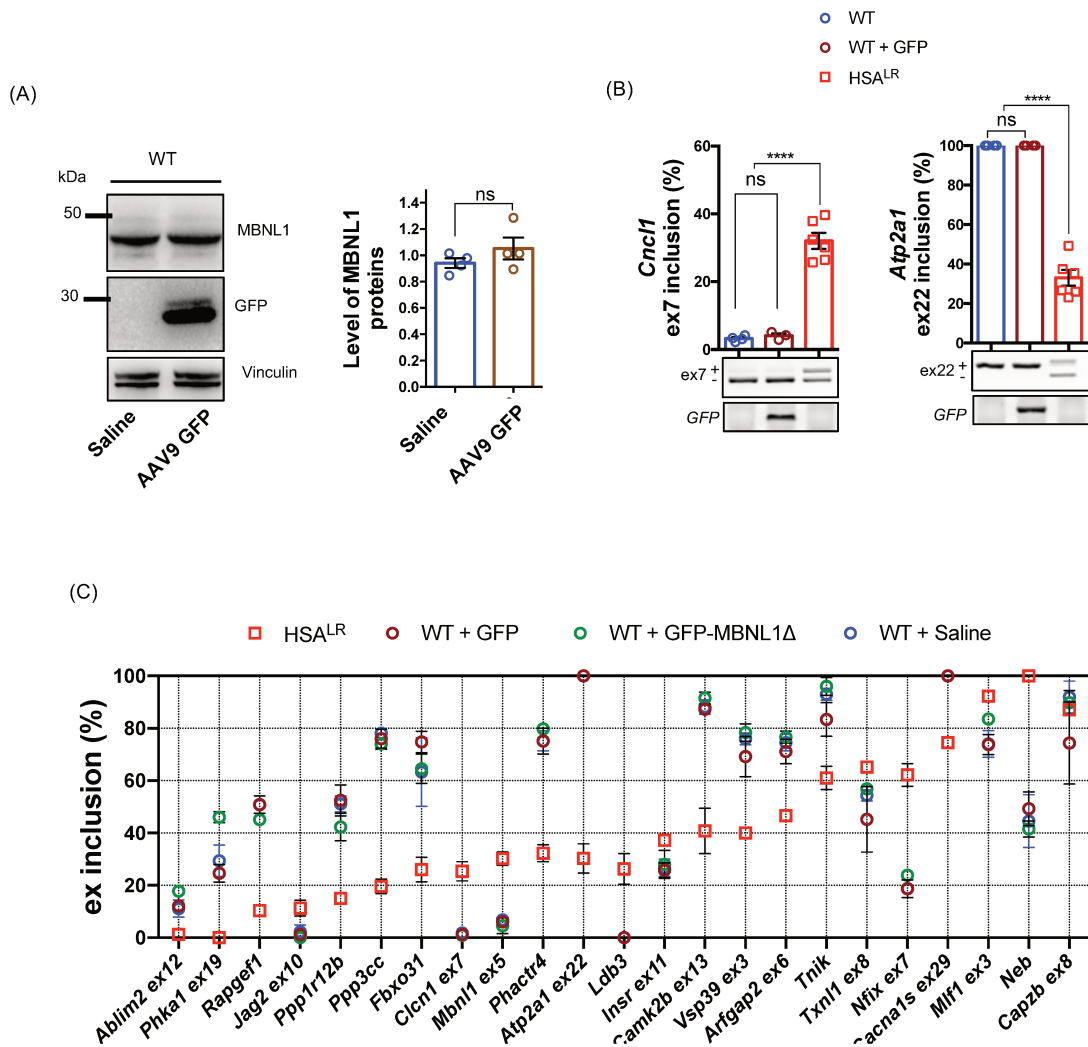 (A)
WT
kDa
50
MBNL1
30
GFP
Vinculin
Saline
AAV9 GFP
Level of MBNL1
proteins
1.4
1.2
1.0
0.8
0.6
0.4
0.2
0.0
ns
Saline
AAV9 GFP
WT
WT + GFP
HSALR
(B)
Cncl1
ex7 inclusion (%)
60
40
20
0
ns
****
ex7 +
-
GFP
Atp2a1
ex22 inclusion (%)
100
80
60
40
20
0
ns
****
ex22 +
-
GFP
(C)
HSALR
WT + GFP
WT + GFP-MBNL1Δ
WT + Saline
ex inclusion (%)
100
80
60
40
20
0
Ablim2 ex12
Phka1 ex19
Rapgef1
Jag2 ex10
Ppp1r12b
Ppp3cc
Fbxo31
Clcn1 ex7
Mbnl1 ex5
Phactr4
Atp2a1 ex22
Ldb3
Insr ex11
Camk2b ex13
Vsp39 ex3
Arfgap2 ex6
Tnik
Txnl1 ex8
Nfix ex7
Cacna1s ex29
Mlf1 ex3
Neb
Capzb ex8